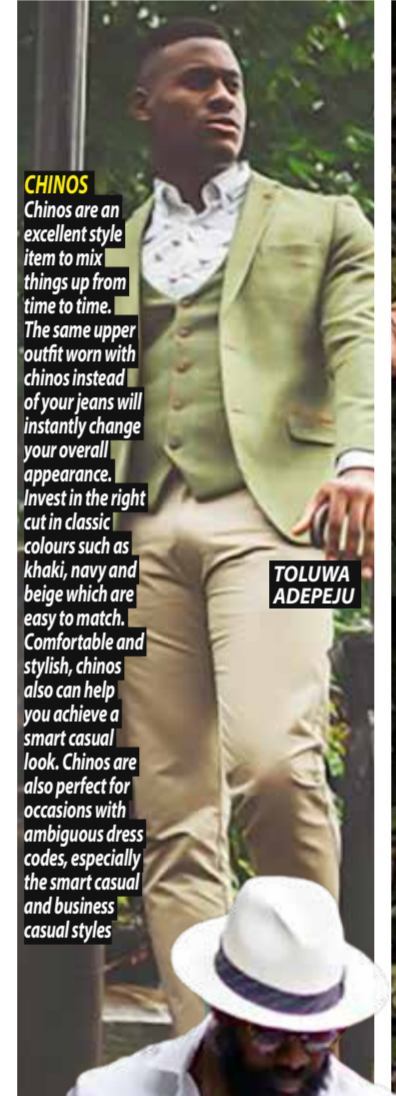 CHINOS
Chinos are an
excellent style
item to mix
things up from
time to time.
The same upper
outfit worn with
chinos instead
of your jeans will
instantly change
your overall
appearance.
Invest in the right
cut in classic
colours such as
khaki, navy and
beige which are
easy to match.
Comfortable and
stylish, chinos
also can help
you achieve a
smart casual
look. Chinos are
also perfect for
occasions with
ambiguous dress
codes, especially
the smart casual
and business
casual styles
TOLUWA
ADEPEJU